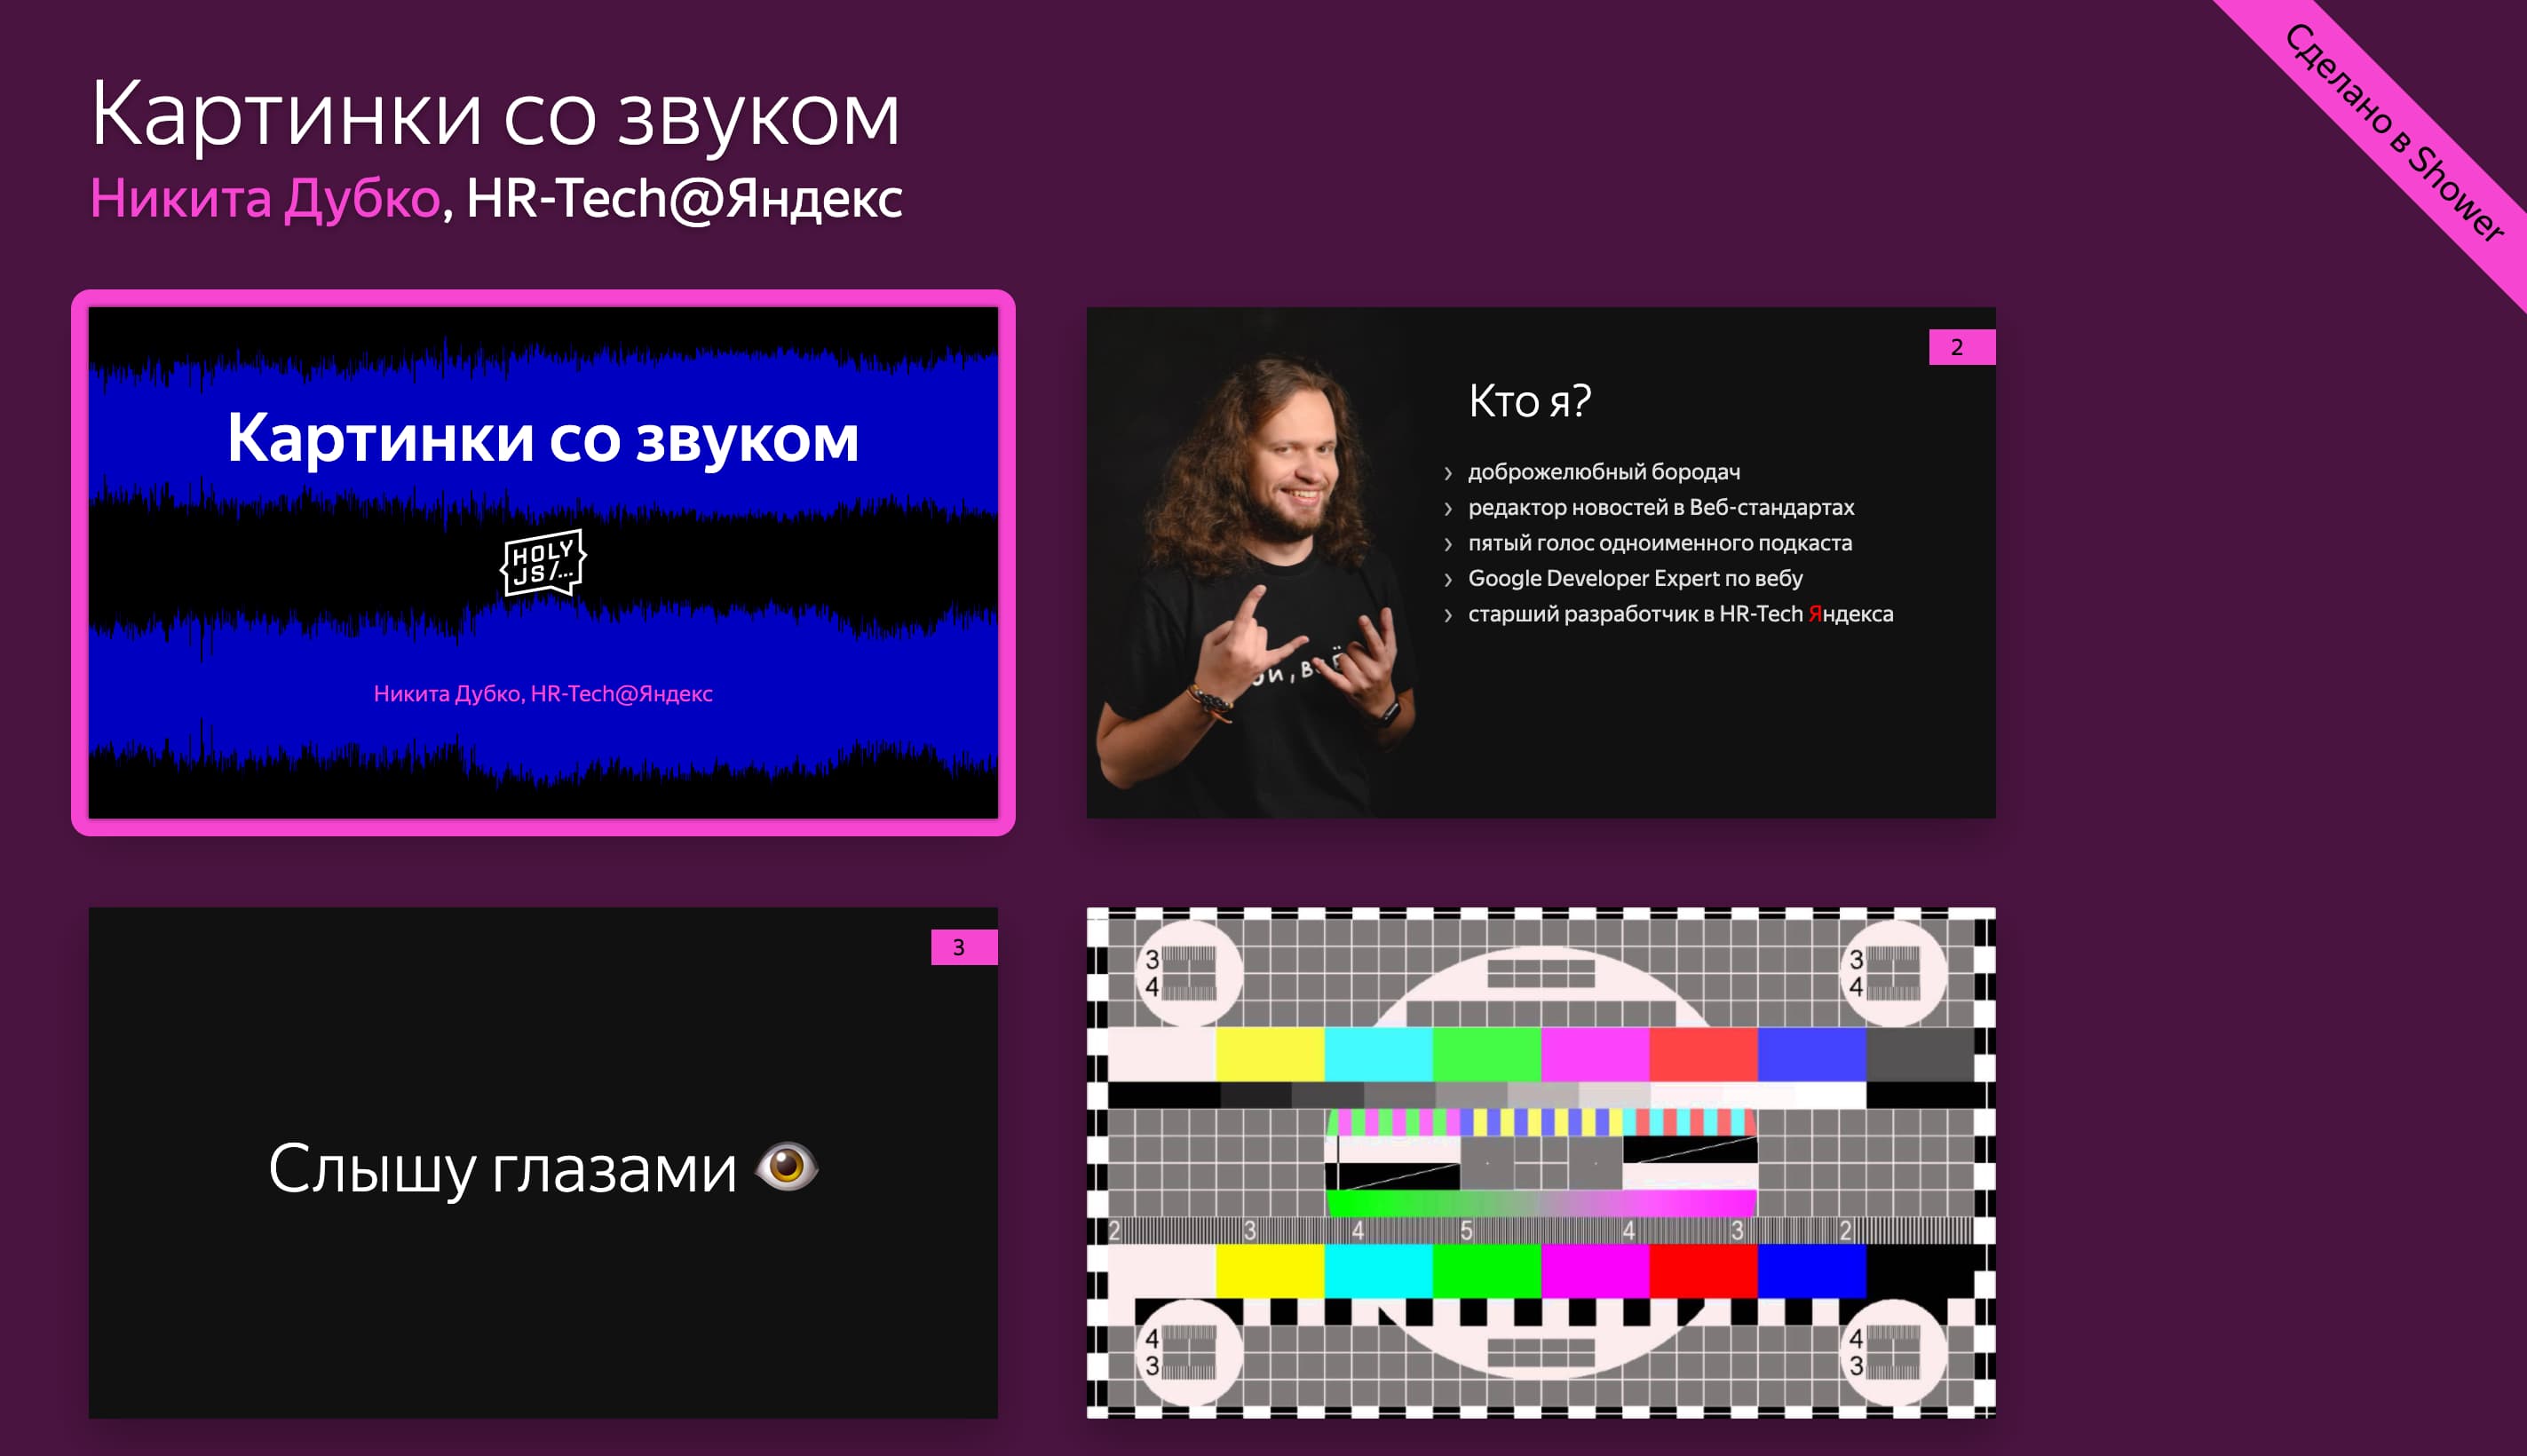 Картинки со звуком
Никита Дубко, HR-Tech@Яндекс
Сделано в Shower
Картинки со звуком
HOLY
JS/...
Никита Дубко, HR-Tech@Яндекс
2
Кто я?
› доброжелюбный бородач
› редактор новостей в Веб-стандартах
› пятый голос одноименного подкаста
› Google Developer Expert по вебу
› старший разработчик в HR-Tech Яндекса
3
Слышу глазами 👁
3 3
4 4
2 3 4 5 4 3 2
4 4
3 3